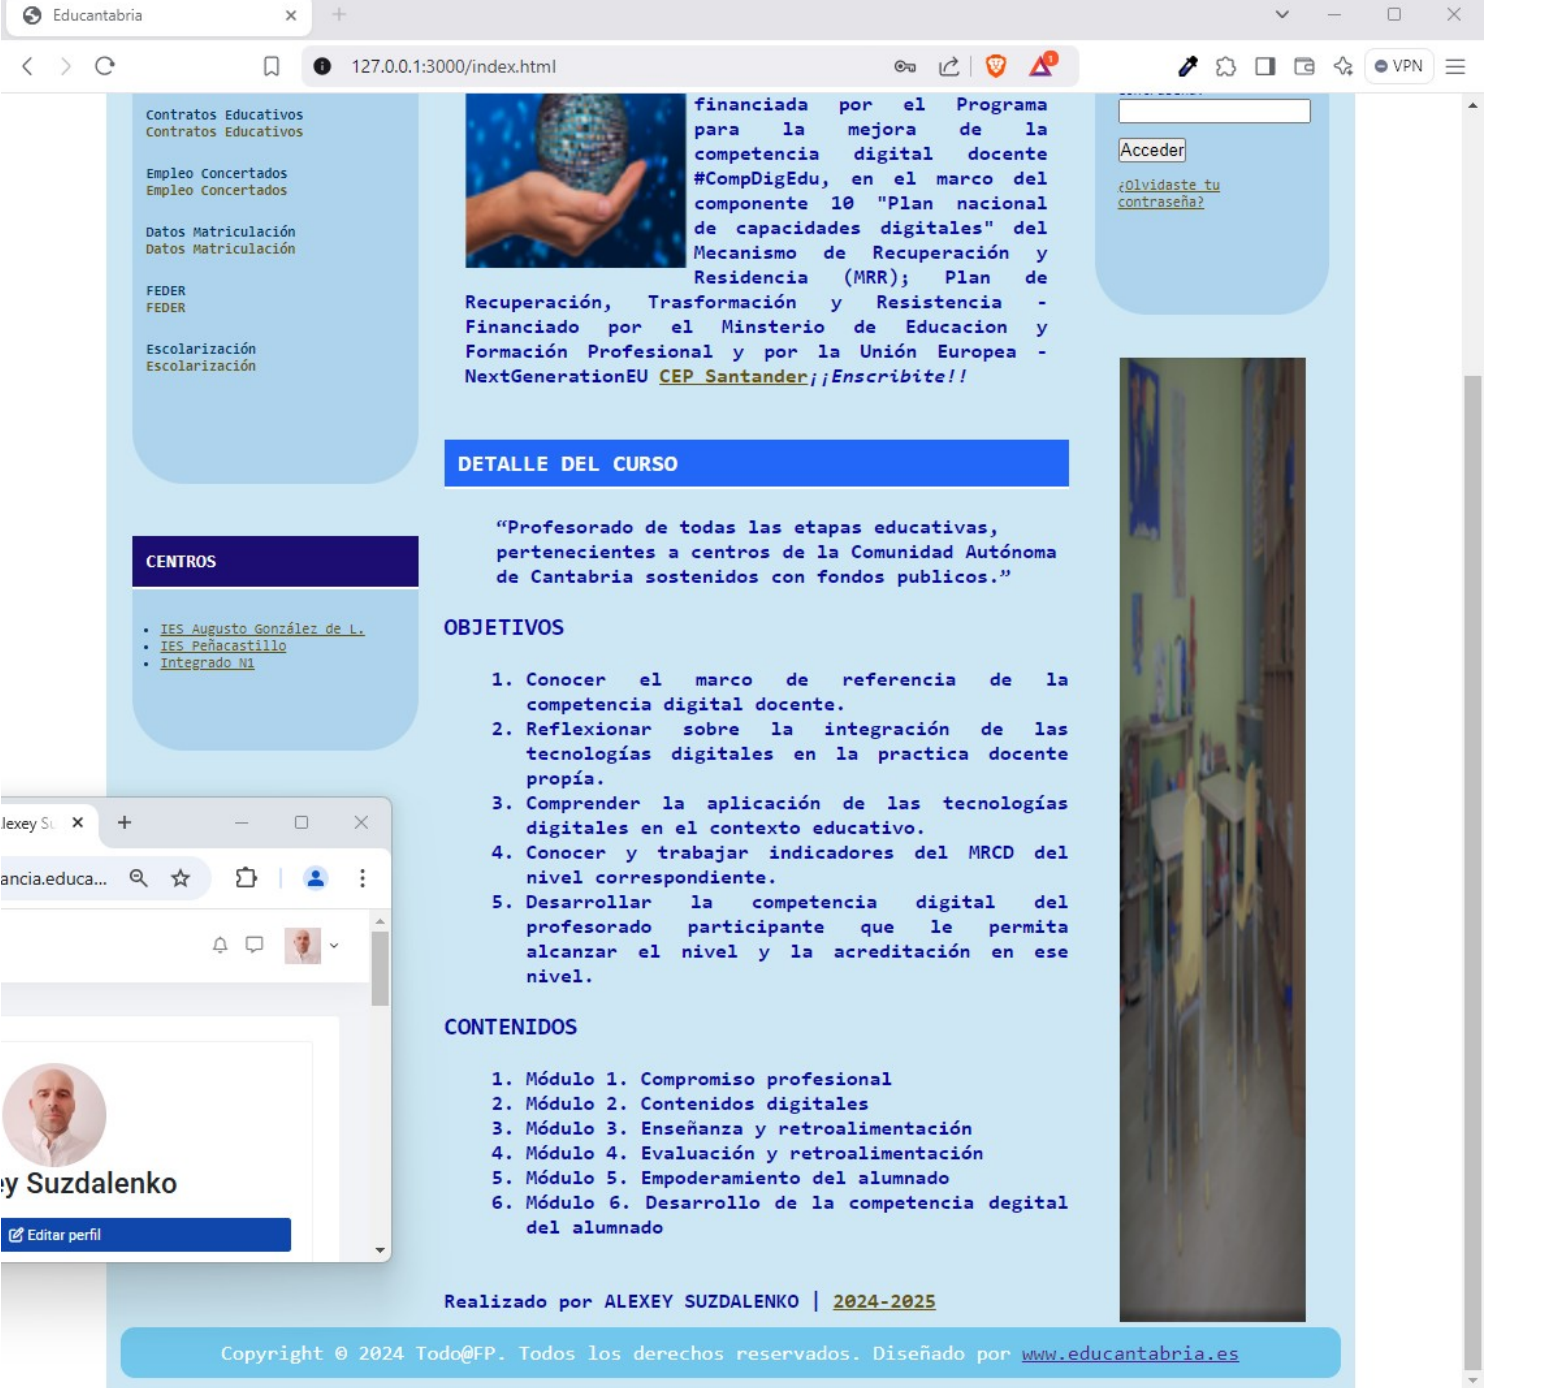 Educantabria
127.0.0.1:3000/index.html
VPN
1
Contratos Educativos
Contratos Educativos
Empleo Concertados
Empleo Concertados
Datos Matriculación
Datos Matriculación
FEDER
FEDER
Escolarización
Escolarización
CENTROS
IES Augusto González de L.
IES Peñacastillo
Integrado N1
financiada por el Programa
para la mejora de la
competencia digital docente
#CompDigEdu, en el marco del
componente 10 "Plan nacional
de capacidades digitales" del
Mecanismo de Recuperación y
Residencia (MRR); Plan de
Recuperación, Trasformación y Resistencia -
Financiado por el Minsterio de Educacion y
Formación Profesional y por la Unión Europea -
NextGenerationEU CEP Santander¡¡Enscribite!!
DETALLE DEL CURSO
“Profesorado de todas las etapas educativas,
pertenecientes a centros de la Comunidad Autónoma
de Cantabria sostenidos con fondos publicos.”
OBJETIVOS
1. Conocer el marco de referencia de la
competencia digital docente.
2. Reflexionar sobre la integración de las
tecnologías digitales en la practica docente
propía.
3. Comprender la aplicación de las tecnologías
digitales en el contexto educativo.
4. Conocer y trabajar indicadores del MRCD del
nivel correspondiente.
5. Desarrollar la competencia digital del
profesorado participante que le permita
alcanzar el nivel y la acreditación en ese
nivel.
CONTENIDOS
1. Módulo 1. Compromiso profesional
2. Módulo 2. Contenidos digitales
3. Módulo 3. Enseñanza y retroalimentación
4. Módulo 4. Evaluación y retroalimentación
5. Módulo 5. Empoderamiento del alumnado
6. Módulo 6. Desarrollo de la competencia degital
del alumnado
Realizado por ALEXEY SUZDALENKO | 2024-2025
Acceder
¿Olvidaste tu
contraseña?
lexey Su
ancia.educa...
ey Suzdalenko
Editar perfil
Copyright © 2024 Todo@FP. Todos los derechos reservados. Diseñado por www.educantabria.es